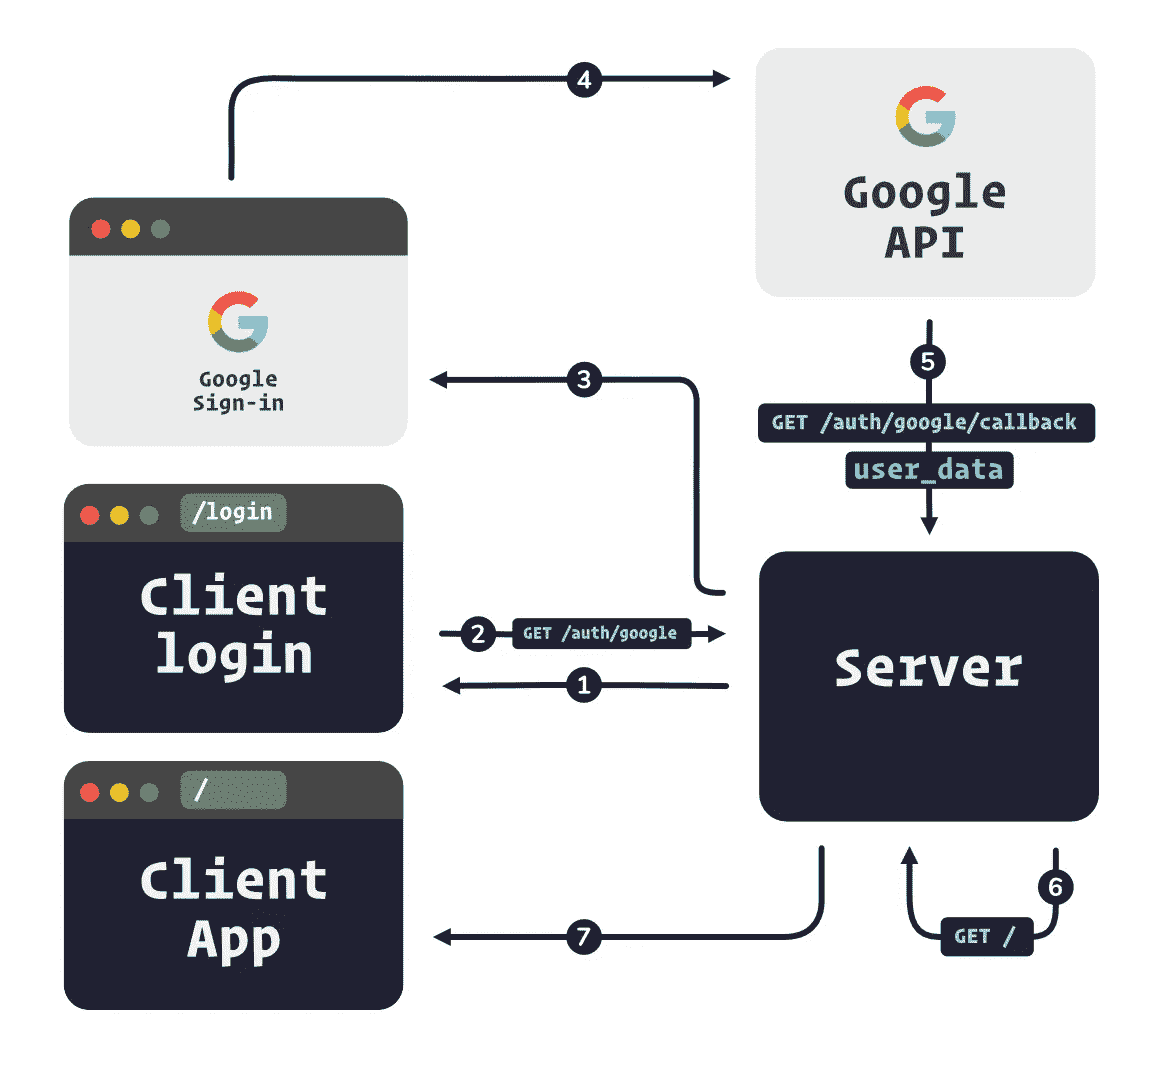 4
Google
API
Google
Sign-in
3
5
GET /auth/google/callback
user_data
/login
Client
login
2
GET /auth/google
1
Server
/
Client
App
6
GET /
7